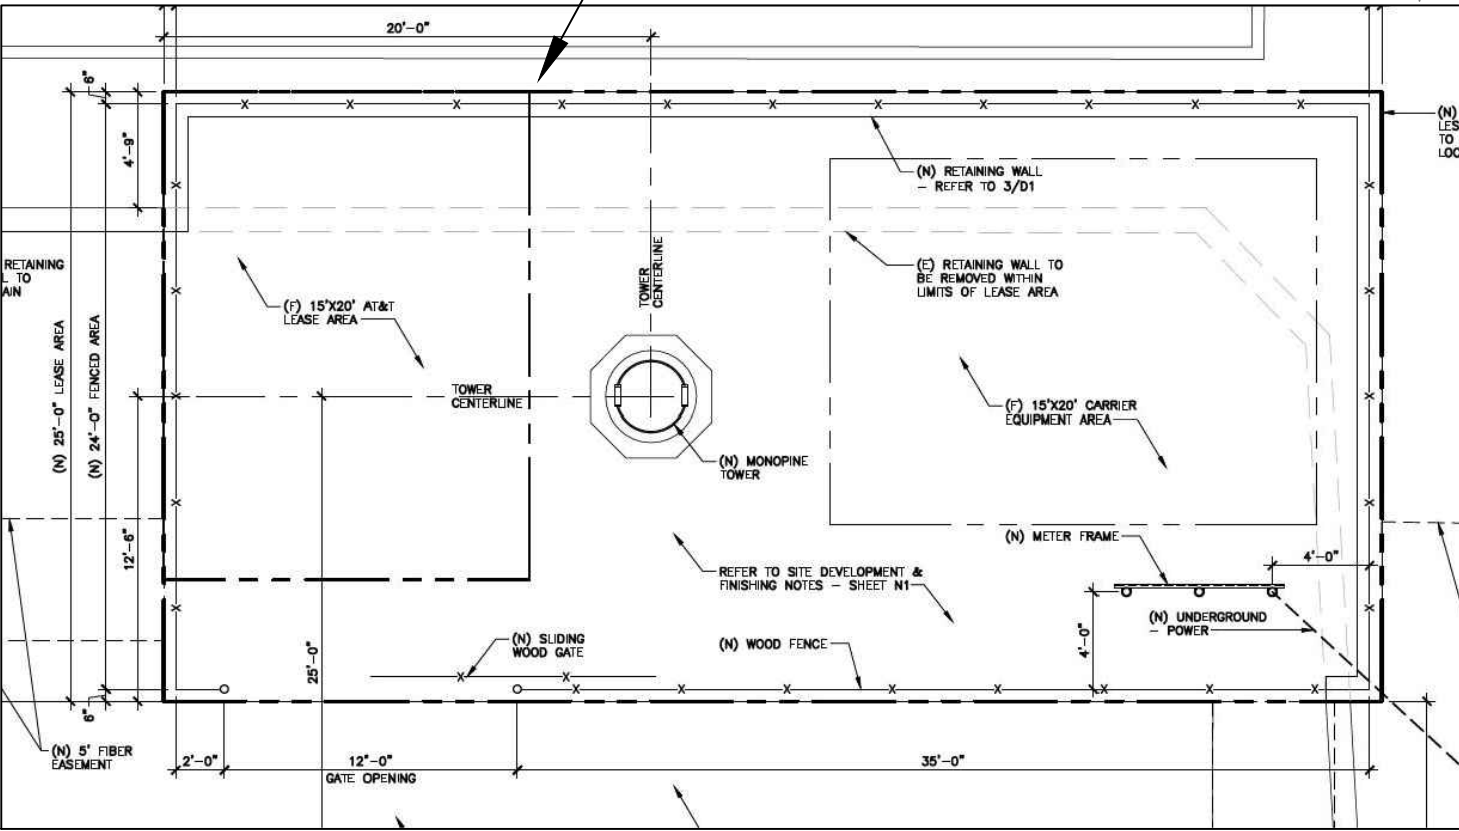 20'-0"
6"
4'-9"
(N)
LES
TO
LOC
(N) RETAINING WALL
- REFER TO 3/D1
RETAINING
L TO
AIN
(E) RETAINING WALL TO
BE REMOVED WITHIN
LIMITS OF LEASE AREA
TOWER
CENTERLINE
(F) 15'X20' AT&T
LEASE AREA
(N) 25'-0" LEASE AREA
(N) 24'-0" FENCED AREA
TOWER
CENTERLINE
(F) 15'X20' CARRIER
EQUIPMENT AREA
(N) MONOPINE
TOWER
12'-6"
(N) METER FRAME
4'-0"
REFER TO SITE DEVELOPMENT &
FINISHING NOTES - SHEET N1
(N) UNDERGROUND
- POWER
(N) SLIDING
WOOD GATE
(N) WOOD FENCE
4'-0"
25'-0"
6"
(N) 5' FIBER
EASEMENT
2'-0"
12'-0"
GATE OPENING
35'-0"